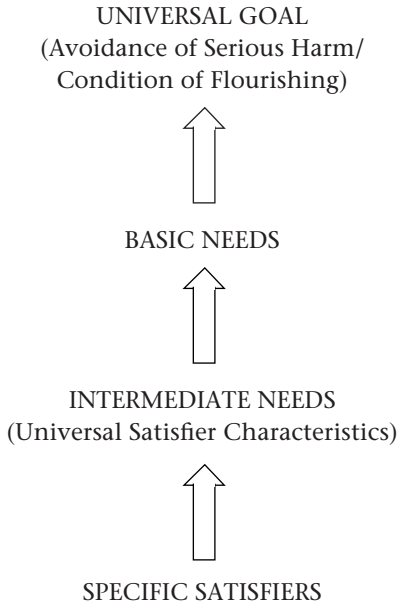 UNIVERSAL GOAL
(Avoidance of Serious Harm/
Condition of Flourishing)
BASIC NEEDS
INTERMEDIATE NEEDS
(Universal Satisfier Characteristics)
SPECIFIC SATISFIERS